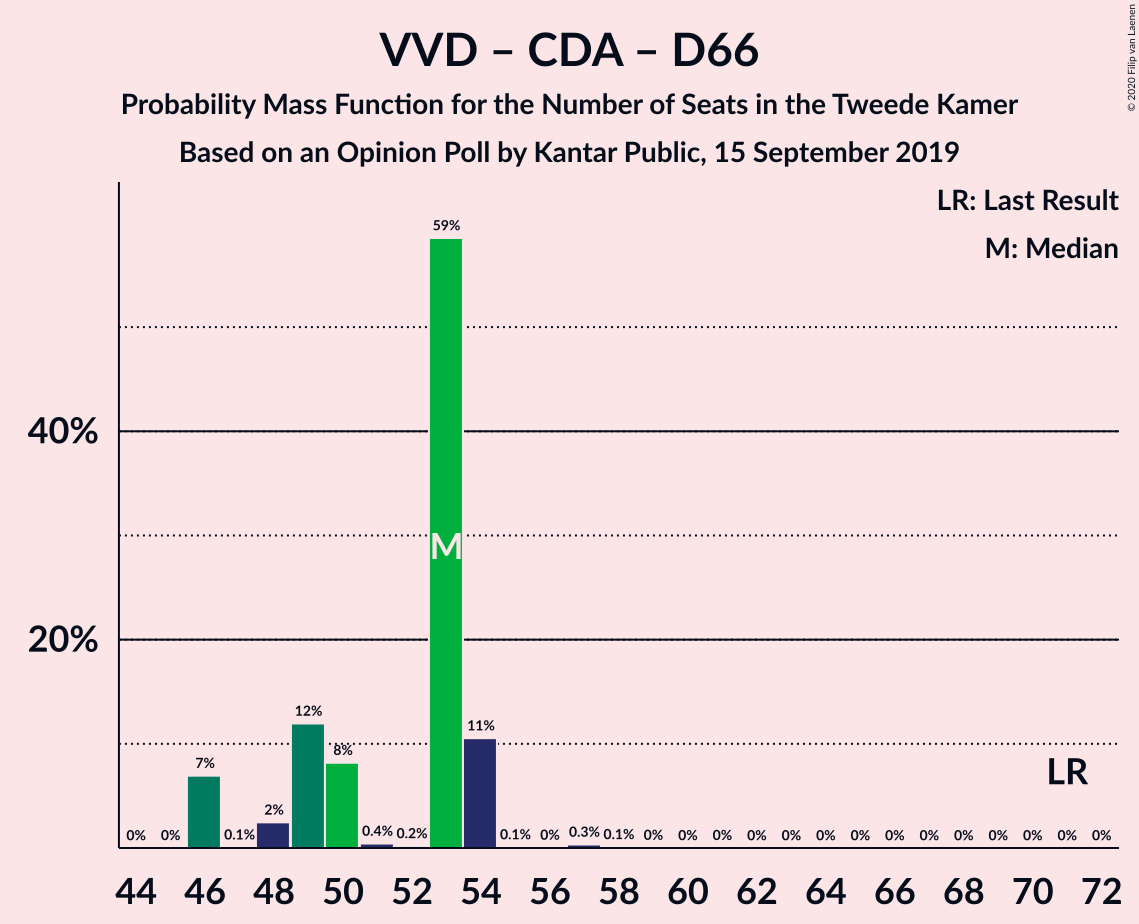 VVD – CDA – D66
Probability Mass Function for the Number of Seats in the Tweede Kamer
Based on an Opinion Poll by Kantar Public, 15 September 2019
© 2020 Filip van Laenen
LR: Last Result
M: Median
59%
40%
M
20%
12%
11%
8%
7%
LR
2%
0% 0% 0.1% 0.4% 0.2% 0.1% 0% 0.3% 0.1% 0% 0% 0% 0% 0% 0% 0% 0% 0% 0% 0% 0% 0% 0%
44 46 48 50 52 54 56 58 60 62 64 66 68 70 72